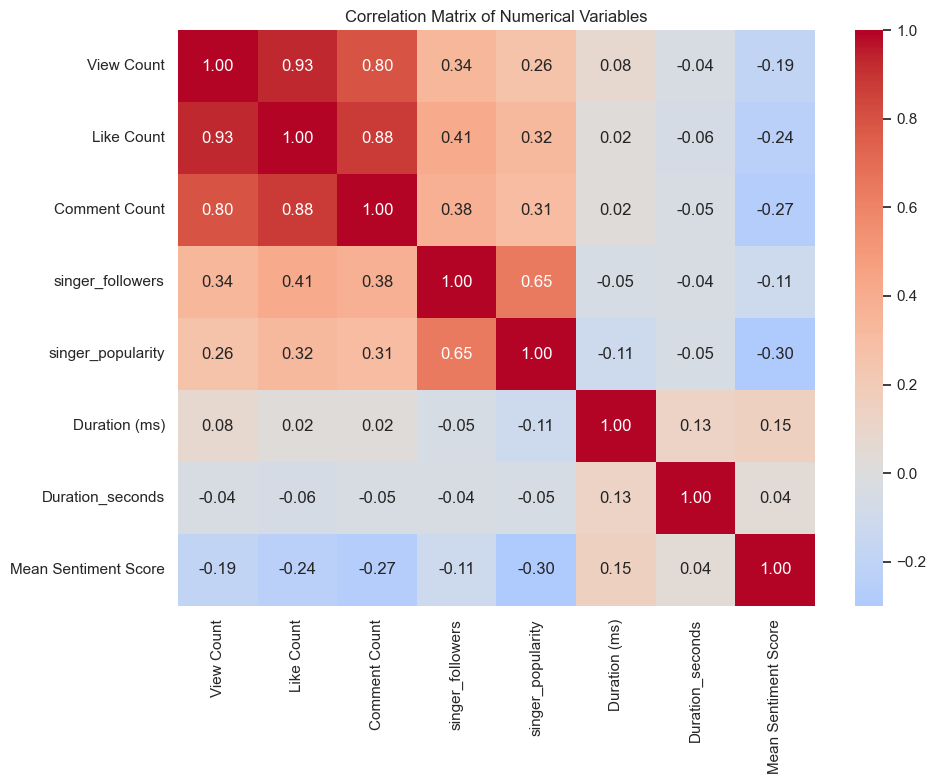 Correlation Matrix of Numerical Variables
View Count 1.00 0.93 0.80 0.34 0.26 0.08 -0.04 -0.19
Like Count 0.93 1.00 0.88 0.41 0.32 0.02 -0.06 -0.24
Comment Count 0.80 0.88 1.00 0.38 0.31 0.02 -0.05 -0.27
singer_followers 0.34 0.41 0.38 1.00 0.65 -0.05 -0.04 -0.11
singer_popularity 0.26 0.32 0.31 0.65 1.00 -0.11 -0.05 -0.30
Duration (ms) 0.08 0.02 0.02 -0.05 -0.11 1.00 0.13 0.15
Duration_seconds -0.04 -0.06 -0.05 -0.04 -0.05 0.13 1.00 0.04
Mean Sentiment Score -0.19 -0.24 -0.27 -0.11 -0.30 0.15 0.04 1.00
View Count
Like Count
Comment Count
singer_followers
singer_popularity
Duration (ms)
Duration_seconds
Mean Sentiment Score
1.0
0.8
0.6
0.4
0.2
0.0
−0.2